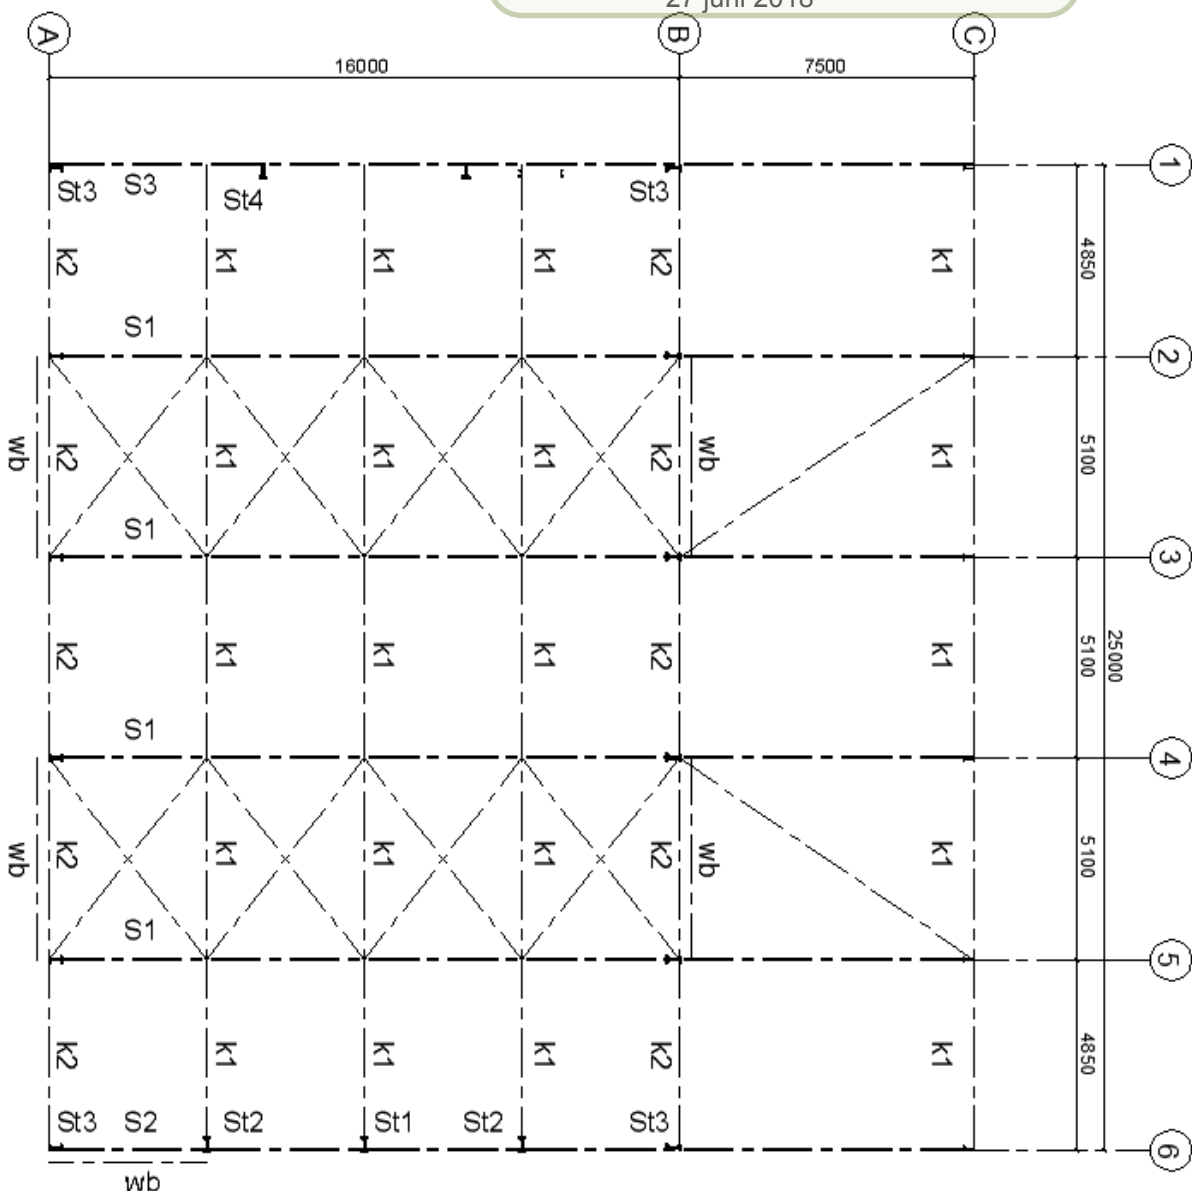 27 juni 2018
A B C
16000 7500
1
St3 S3 St4 St3
k2 k1 k1 k1 k2 k1 4850
S1
2
wb k2 k1 k1 k1 k2 wb k1 5100
S1
3
k2 k1 k1 k1 k2 k1 5100 25000
S1
4
wb k2 k1 k1 k1 k2 wb k1 5100
S1
5
k2 k1 k1 k1 k2 k1 4850
St3 S2 St2 St1 St2 St3
6
wb